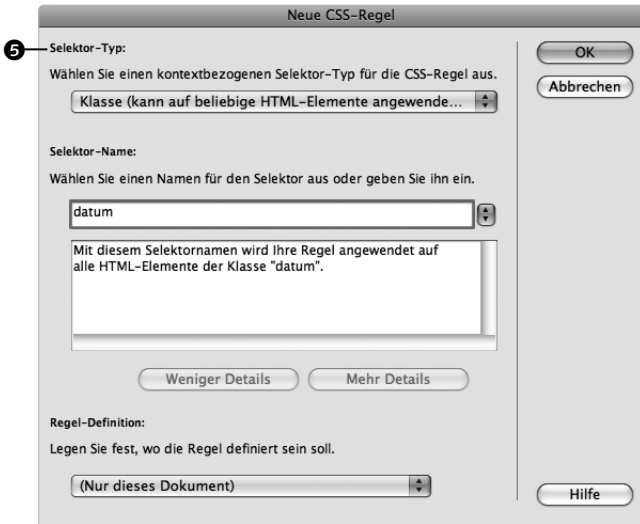 Neue CSS-Regel
5
Selektor-Typ:
OK
Wählen Sie einen kontextbezogenen Selektor-Typ für die CSS-Regel aus.
Abbrechen
Klasse (kann auf beliebige HTML-Elemente angewende...
Selektor-Name:
Wählen Sie einen Namen für den Selektor aus oder geben Sie ihn ein.
datum
Mit diesem Selektornamen wird Ihre Regel angewendet auf
alle HTML-Elemente der Klasse "datum".
Weniger Details
Mehr Details
Regel-Definition:
Legen Sie fest, wo die Regel definiert sein soll.
(Nur dieses Dokument)
Hilfe